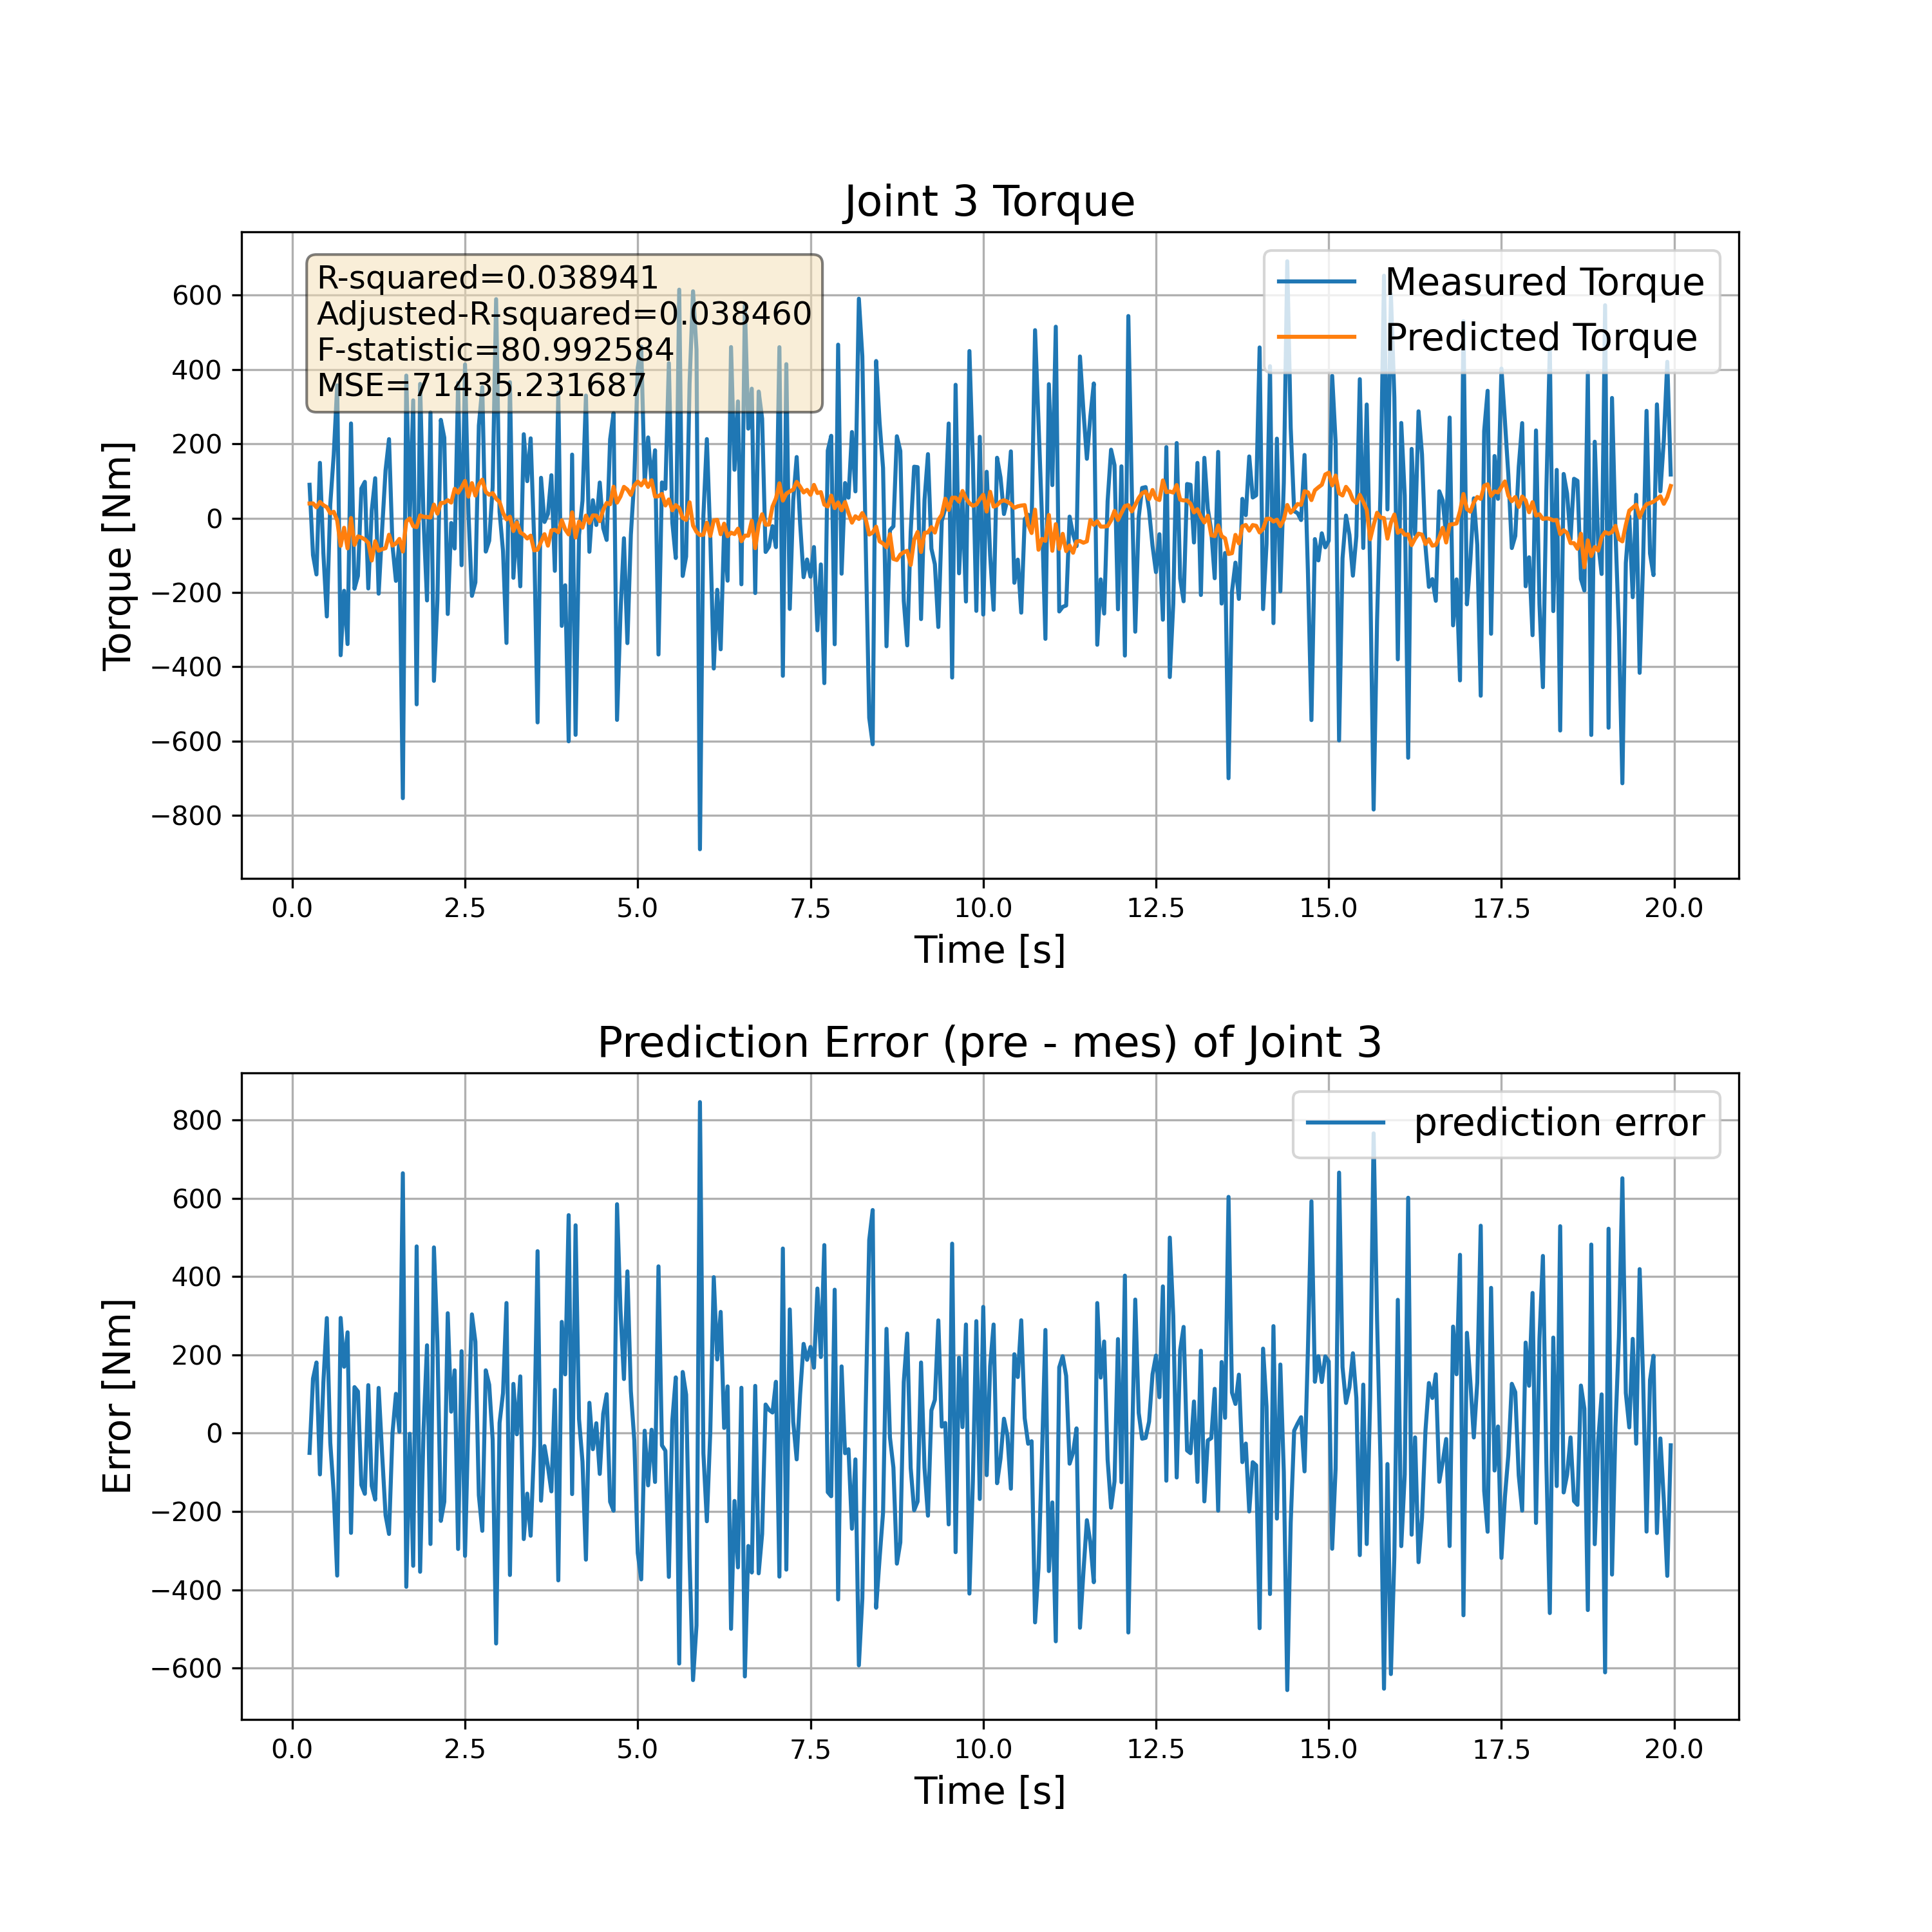 Joint 3 Torque
R-squared=0.038941
Adjusted-R-squared=0.038460
F-statistic=80.992584
MSE=71435.231687
Measured Torque
Predicted Torque
600
400
200
0
−200
−400
−600
−800
Torque [Nm]
0.0 2.5 5.0 7.5 10.0 12.5 15.0 17.5 20.0
Time [s]
Prediction Error (pre - mes) of Joint 3
prediction error
800
600
400
200
0
−200
−400
−600
Error [Nm]
0.0 2.5 5.0 7.5 10.0 12.5 15.0 17.5 20.0
Time [s]